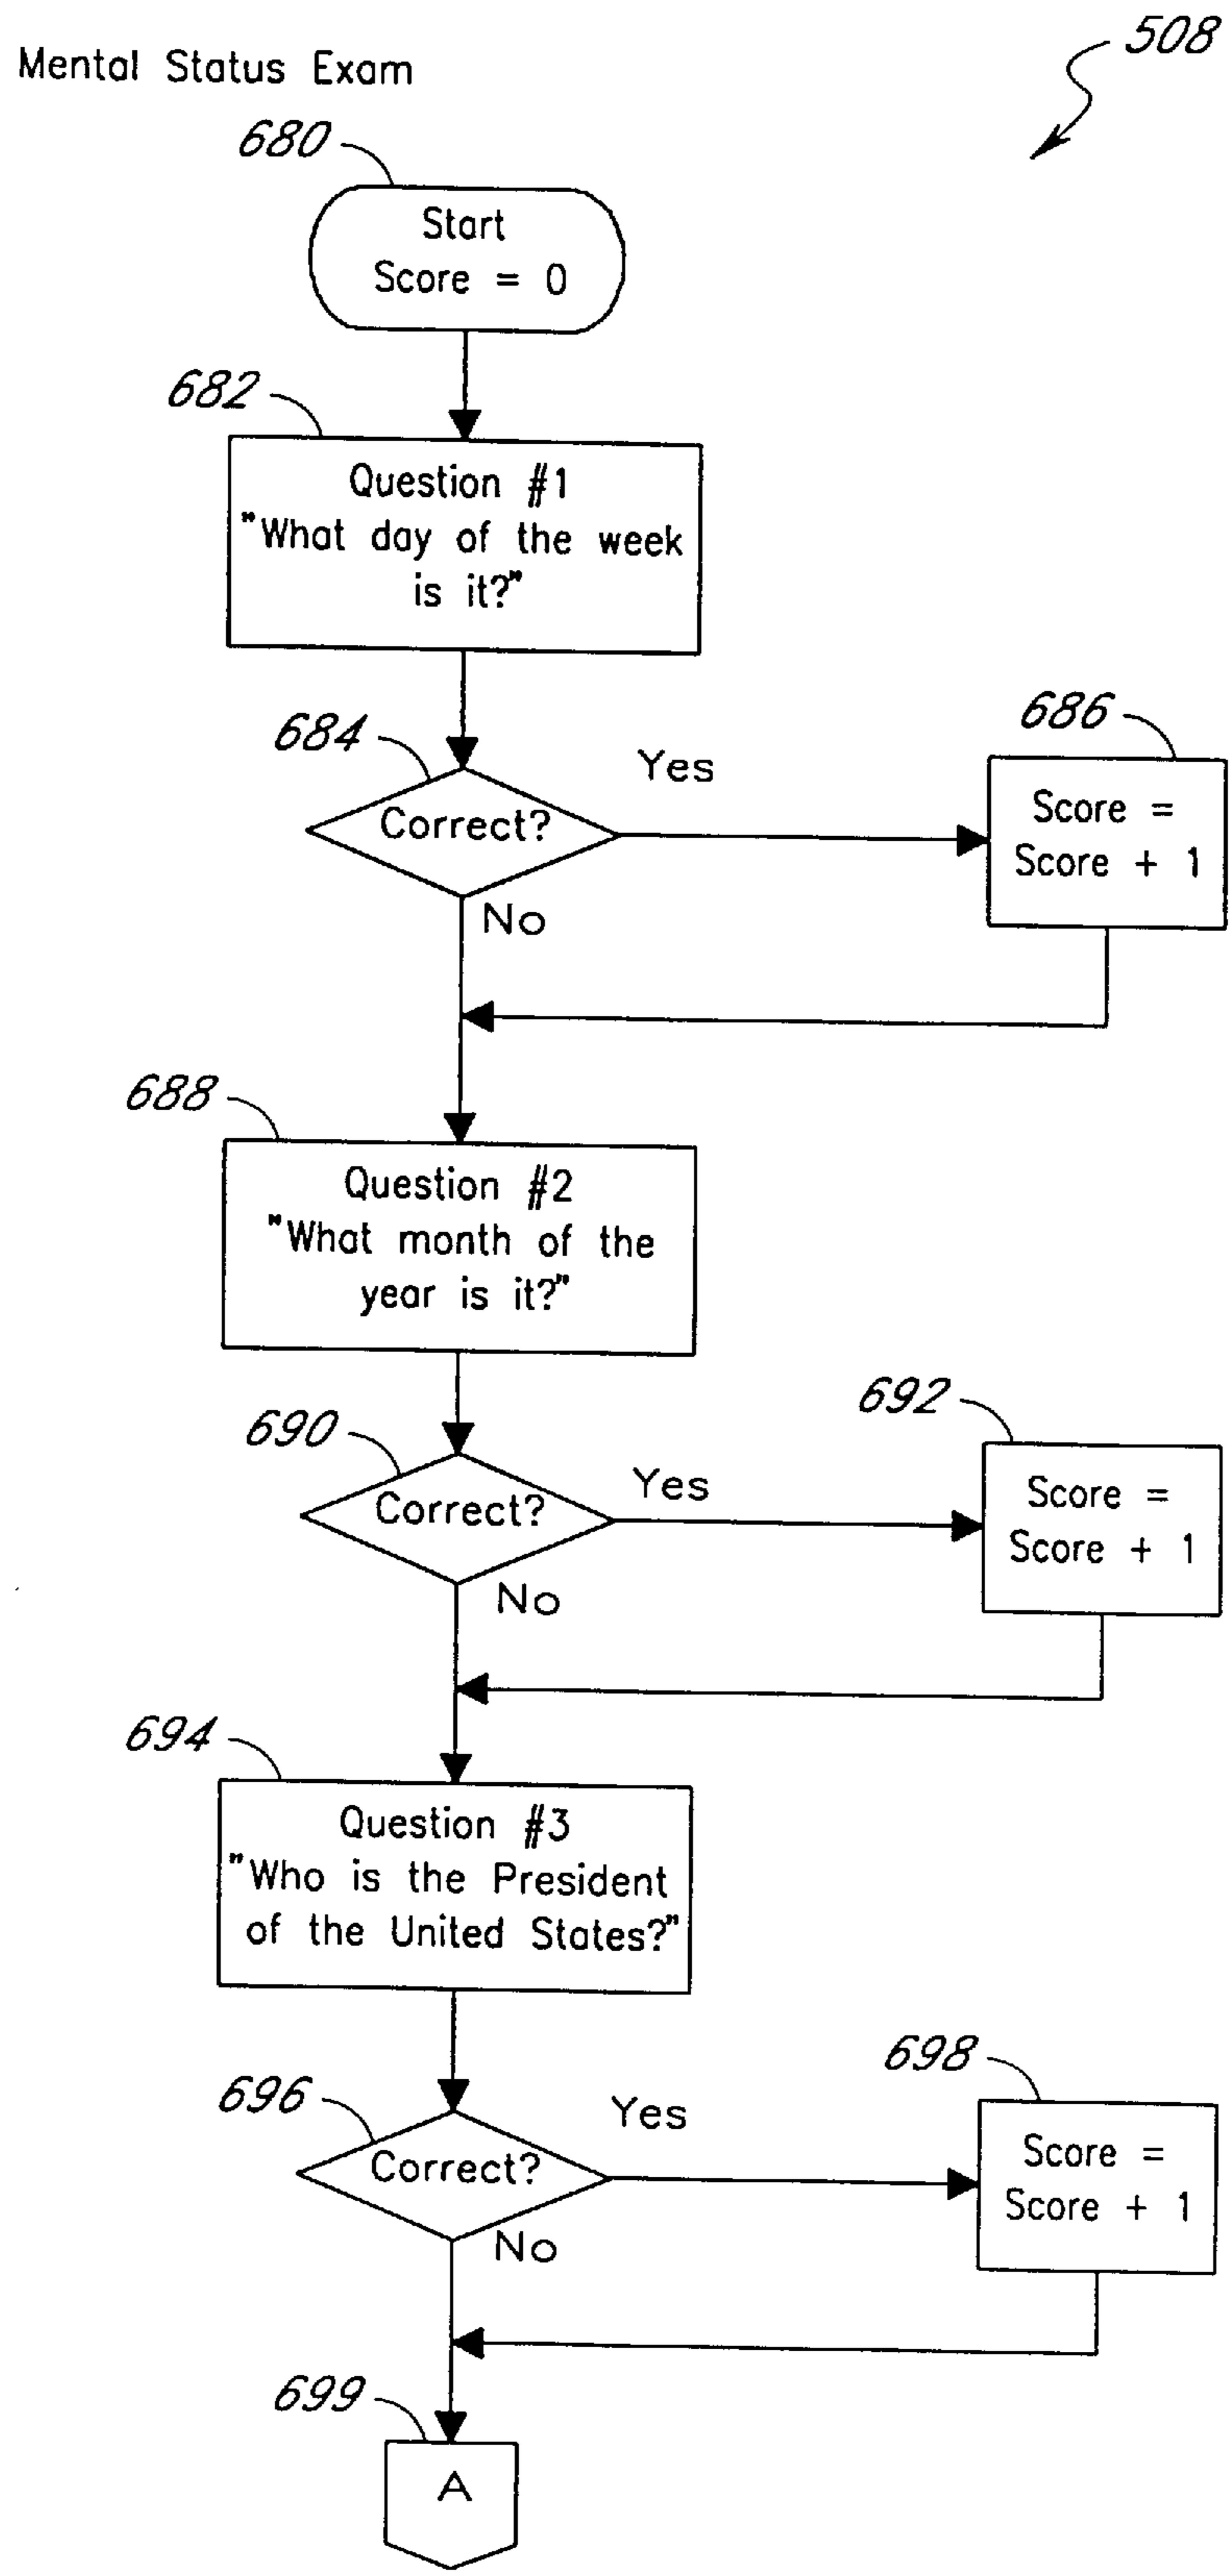 508
Mental Status Exam
680
Start
Score = 0
682
Question #1
"What day of the week
is it?"
684
Correct?
Yes
686
Score =
Score + 1
No
688
Question #2
"What month of the
year is it?"
690
Correct?
Yes
692
Score =
Score + 1
No
694
Question #3
"Who is the President
of the United States?"
696
Correct?
Yes
698
Score =
Score + 1
No
699
A